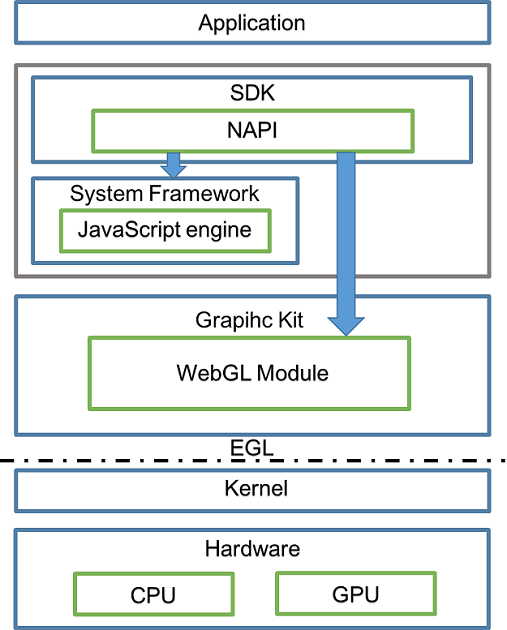 Application
SDK
NAPI
System Framework
JavaScript engine
Grapihc Kit
WebGL Module
EGL
Kernel
Hardware
CPU
GPU